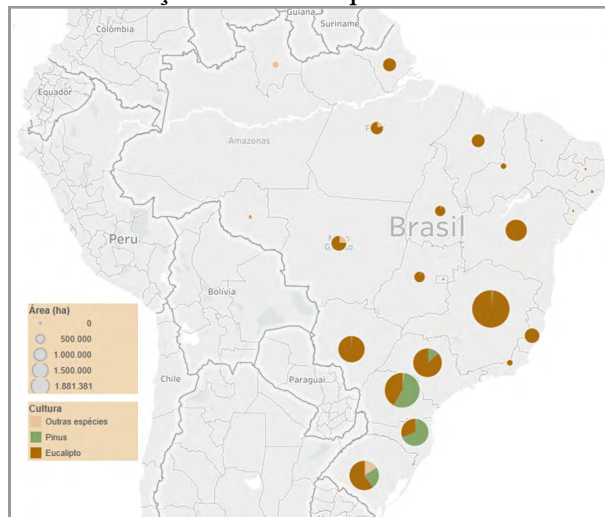 Colômbia
Guiana
Suriname
Equador
Amazonas
Peru
Brasil
Bolívia
Chile
Paraguai
Área (ha)
0
500.000
1.000.000
1.500.000
1.881.381
Cultura
Outras espécies
Pinus
Eucalipto